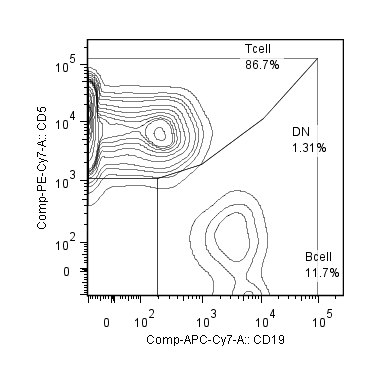 Tcell
86.7%
DN
1.31%
Bcell
11.7%
10^5
10^4
10^3
10^2
0
Comp-PE-Cy7-A:: CD5
0
10^2
10^3
10^4
10^5
Comp-APC-Cy7-A:: CD19